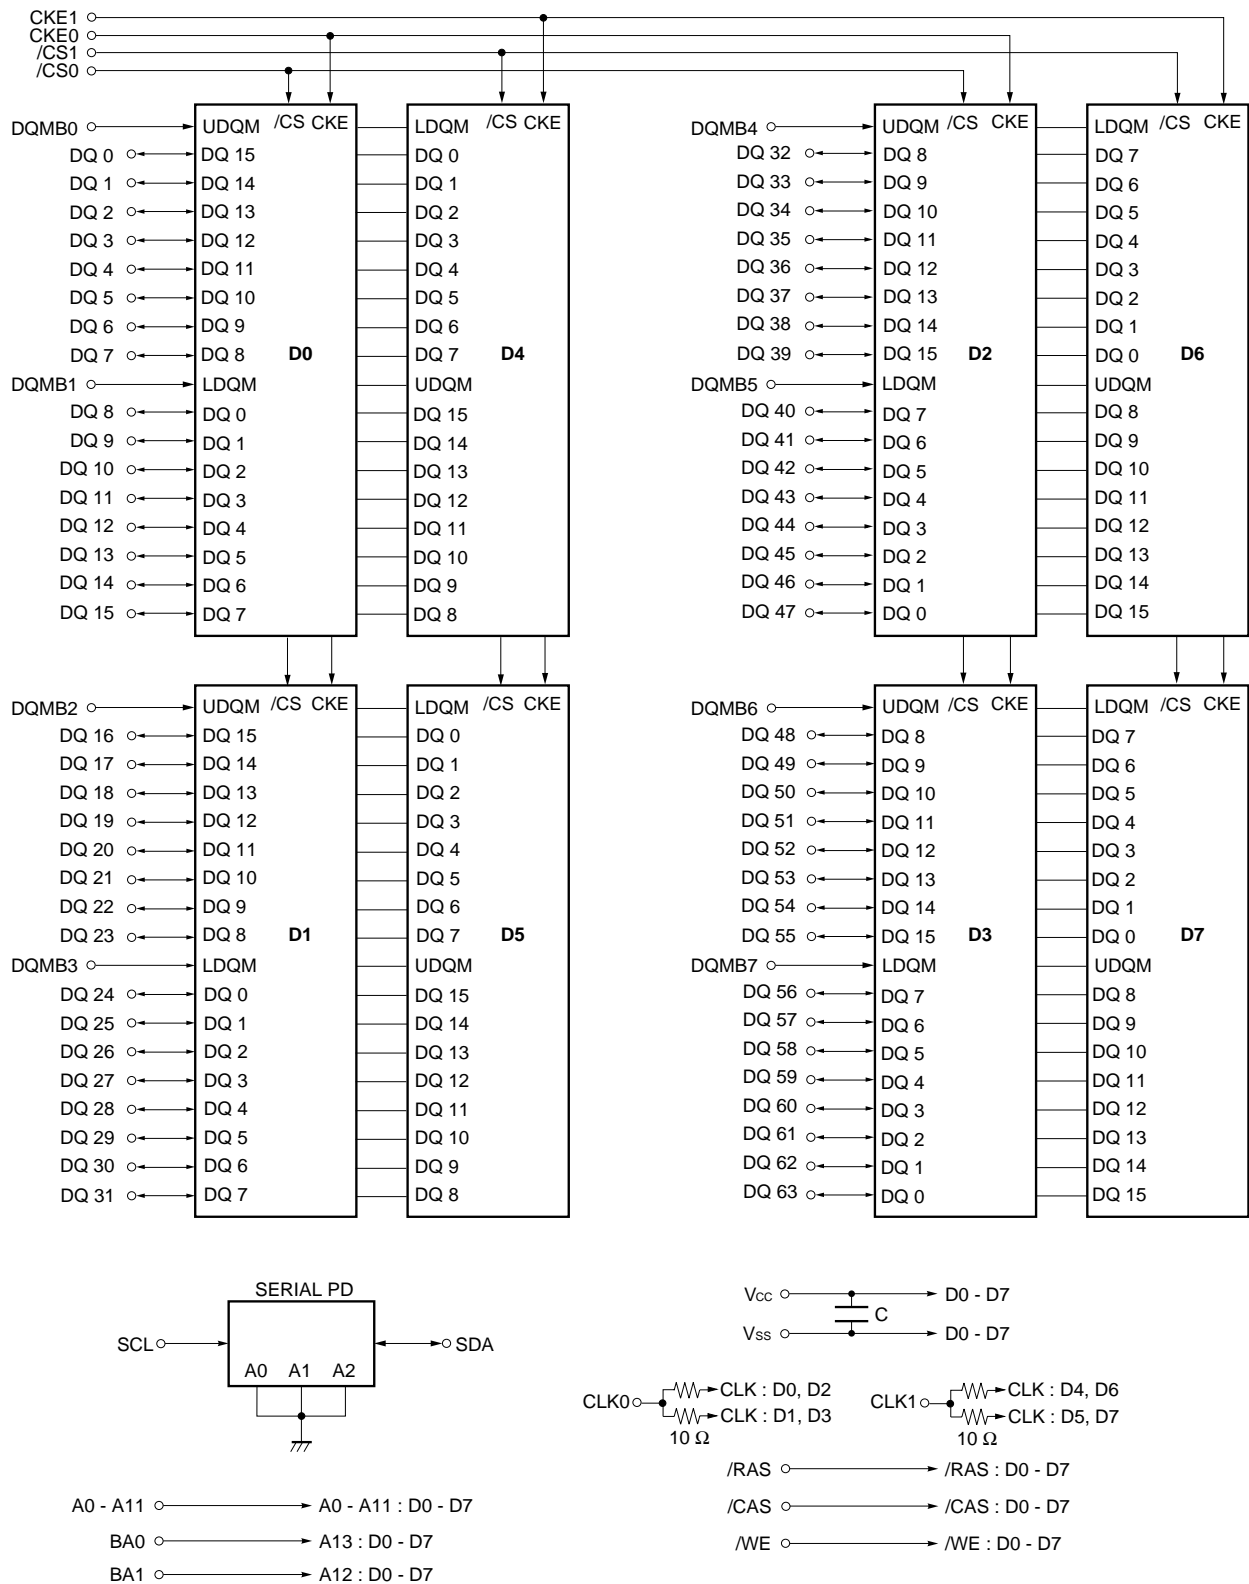 CKE1
CKE0
/CS1
/CS0
DQMB0 UDQM /CS CKE LDQM /CS CKE DQMB4 UDQM /CS CKE LDQM /CS CKE
DQ 0 DQ 15 DQ 0 DQ 32 DQ 8 DQ 7
DQ 1 DQ 14 DQ 1 DQ 33 DQ 9 DQ 6
DQ 2 DQ 13 DQ 2 DQ 34 DQ 10 DQ 5
DQ 3 DQ 12 DQ 3 DQ 35 DQ 11 DQ 4
DQ 4 DQ 11 DQ 4 DQ 36 DQ 12 DQ 3
DQ 5 DQ 10 DQ 5 DQ 37 DQ 13 DQ 2
DQ 6 DQ 9 DQ 6 DQ 38 DQ 14 DQ 1
DQ 7 DQ 8 D0 DQ 7 D4 DQ 39 DQ 15 D2 DQ 0 D6
DQMB1 LDQM UDQM DQMB5 LDQM UDQM
DQ 8 DQ 0 DQ 15 DQ 40 DQ 7 DQ 8
DQ 9 DQ 1 DQ 14 DQ 41 DQ 6 DQ 9
DQ 10 DQ 2 DQ 13 DQ 42 DQ 5 DQ 10
DQ 11 DQ 3 DQ 12 DQ 43 DQ 4 DQ 11
DQ 12 DQ 4 DQ 11 DQ 44 DQ 3 DQ 12
DQ 13 DQ 5 DQ 10 DQ 45 DQ 2 DQ 13
DQ 14 DQ 6 DQ 9 DQ 46 DQ 1 DQ 14
DQ 15 DQ 7 DQ 8 DQ 47 DQ 0 DQ 15
DQMB2 UDQM /CS CKE LDQM /CS CKE DQMB6 UDQM /CS CKE LDQM /CS CKE
DQ 16 DQ 15 DQ 0 DQ 48 DQ 8 DQ 7
DQ 17 DQ 14 DQ 1 DQ 49 DQ 9 DQ 6
DQ 18 DQ 13 DQ 2 DQ 50 DQ 10 DQ 5
DQ 19 DQ 12 DQ 3 DQ 51 DQ 11 DQ 4
DQ 20 DQ 11 DQ 4 DQ 52 DQ 12 DQ 3
DQ 21 DQ 10 DQ 5 DQ 53 DQ 13 DQ 2
DQ 22 DQ 9 DQ 6 DQ 54 DQ 14 DQ 1
DQ 23 DQ 8 D1 DQ 7 D5 DQ 55 DQ 15 D3 DQ 0 D7
DQMB3 LDQM UDQM DQMB7 LDQM UDQM
DQ 24 DQ 0 DQ 15 DQ 56 DQ 7 DQ 8
DQ 25 DQ 1 DQ 14 DQ 57 DQ 6 DQ 9
DQ 26 DQ 2 DQ 13 DQ 58 DQ 5 DQ 10
DQ 27 DQ 3 DQ 12 DQ 59 DQ 4 DQ 11
DQ 28 DQ 4 DQ 11 DQ 60 DQ 3 DQ 12
DQ 29 DQ 5 DQ 10 DQ 61 DQ 2 DQ 13
DQ 30 DQ 6 DQ 9 DQ 62 DQ 1 DQ 14
DQ 31 DQ 7 DQ 8 DQ 63 DQ 0 DQ 15
SERIAL PD
SCL SDA
A0 A1 A2
VCC D0 - D7
C
VSS D0 - D7
CLK0 CLK : D0, D2
CLK : D1, D3
10 Ω
CLK1 CLK : D4, D6
CLK : D5, D7
10 Ω
/RAS /RAS : D0 - D7
/CAS /CAS : D0 - D7
/WE /WE : D0 - D7
A0 - A11 A0 - A11 : D0 - D7
BA0 A13 : D0 - D7
BA1 A12 : D0 - D7